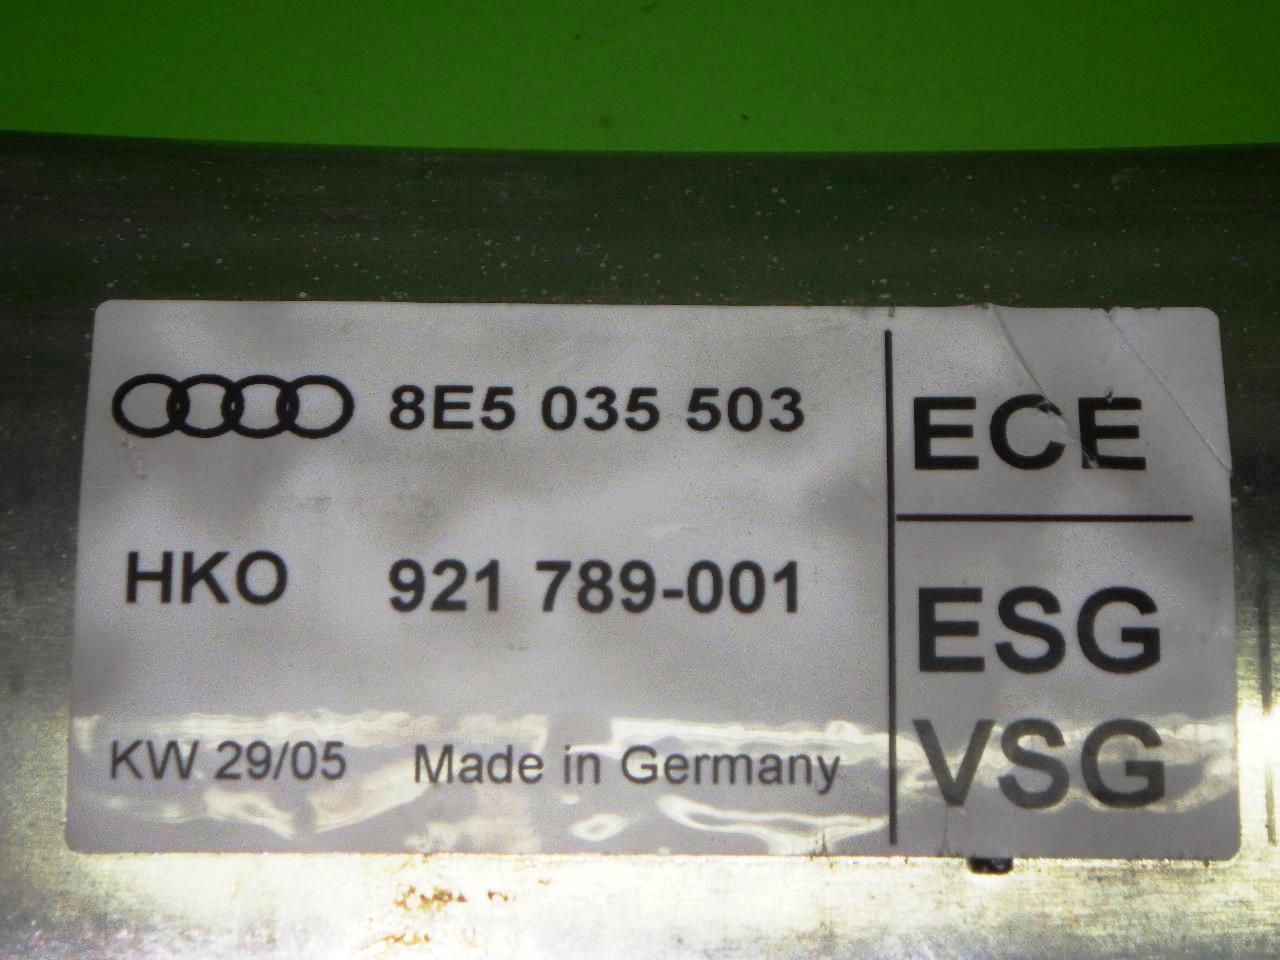 8E5 035 503
ECE
HKO 921 789-001
ESG
VSG
KW 29/05 Made in Germany